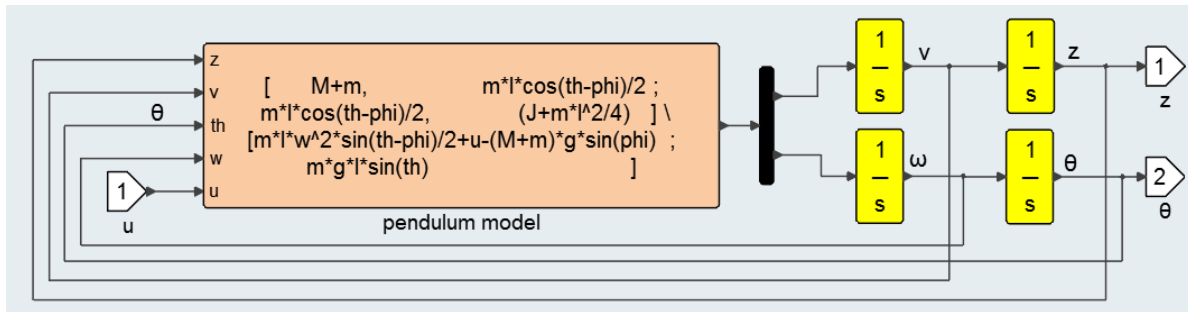 z
v
θ
th
w
u
1
u
[ M+m, m*l*cos(th-phi)/2 ;
m*l*cos(th-phi)/2, (J+m*l^2/4) ] \
[m*l*w^2*sin(th-phi)/2+u-(M+m)*g*sin(phi) ;
m*g*l*sin(th) ]
pendulum model
1
s
v
1
s
z
1
z
1
s
ω
1
s
θ
2
θ